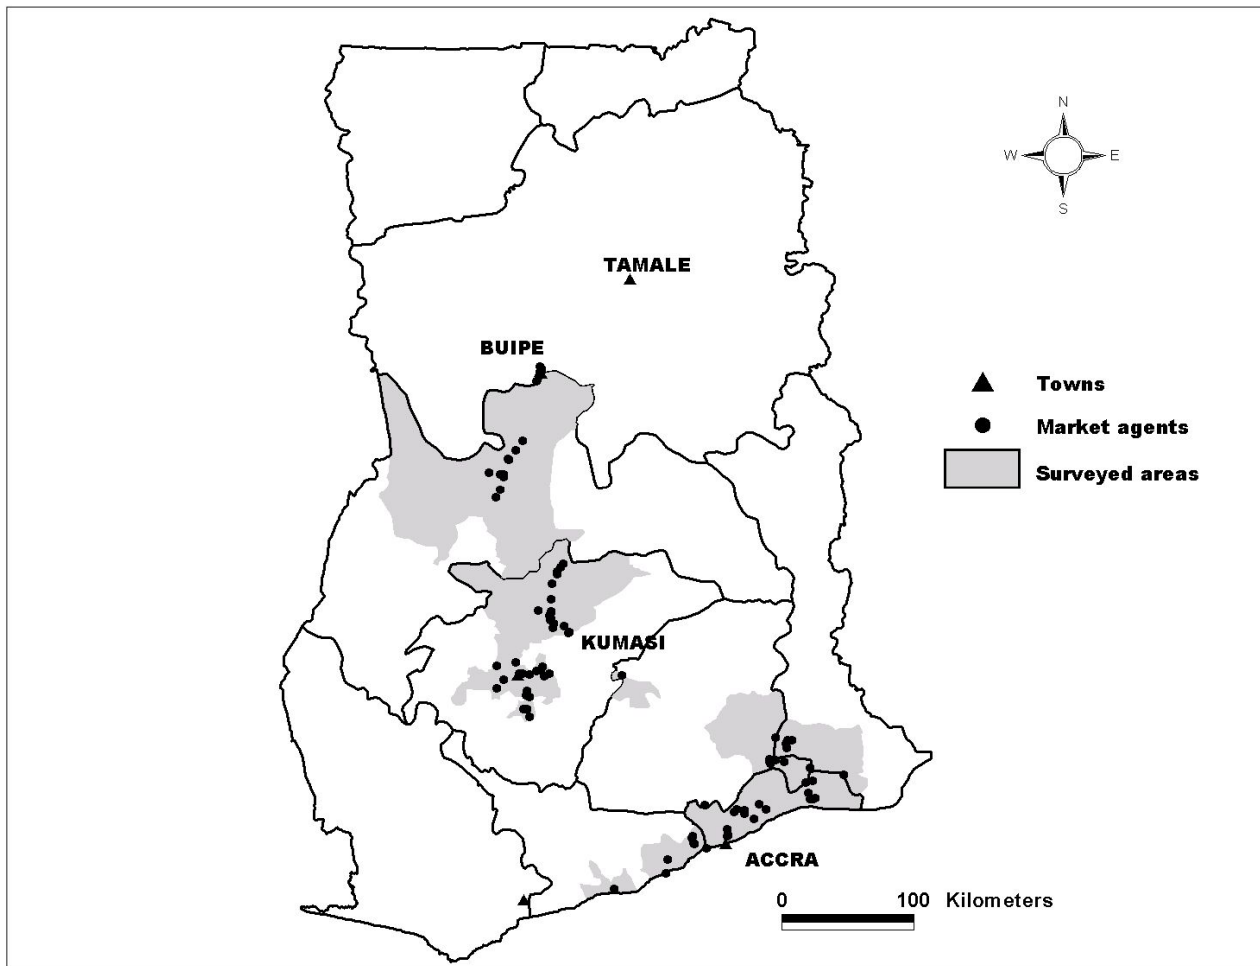 N
W E
S
TAMALE
BUIPE
Towns
Market agents
Surveyed areas
KUMASI
ACCRA
0 100 Kilometers